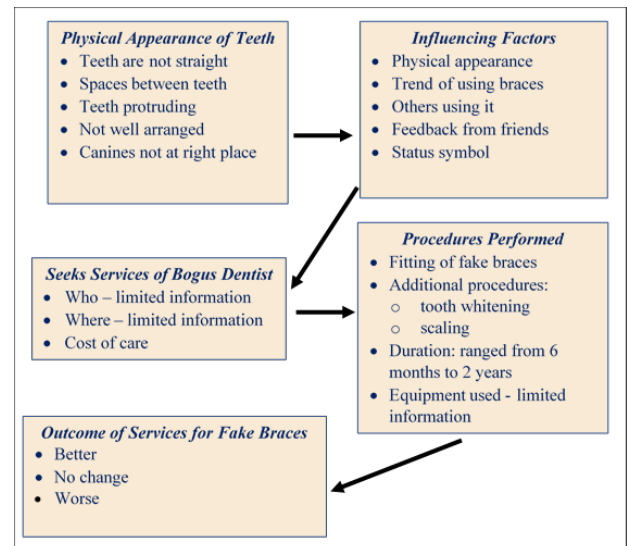 Physical Appearance of Teeth
• Teeth are not straight
• Spaces between teeth
• Teeth protruding
• Not well arranged
• Canines not at right place
Influencing Factors
• Physical appearance
• Trend of using braces
• Others using it
• Feedback from friends
• Status symbol
Seeks Services of Bogus Dentist
• Who – limited information
• Where – limited information
• Cost of care
Procedures Performed
• Fitting of fake braces
• Additional procedures:
o tooth whitening
o scaling
• Duration: ranged from 6
months to 2 years
• Equipment used - limited
information
Outcome of Services for Fake Braces
• Better
• No change
• Worse